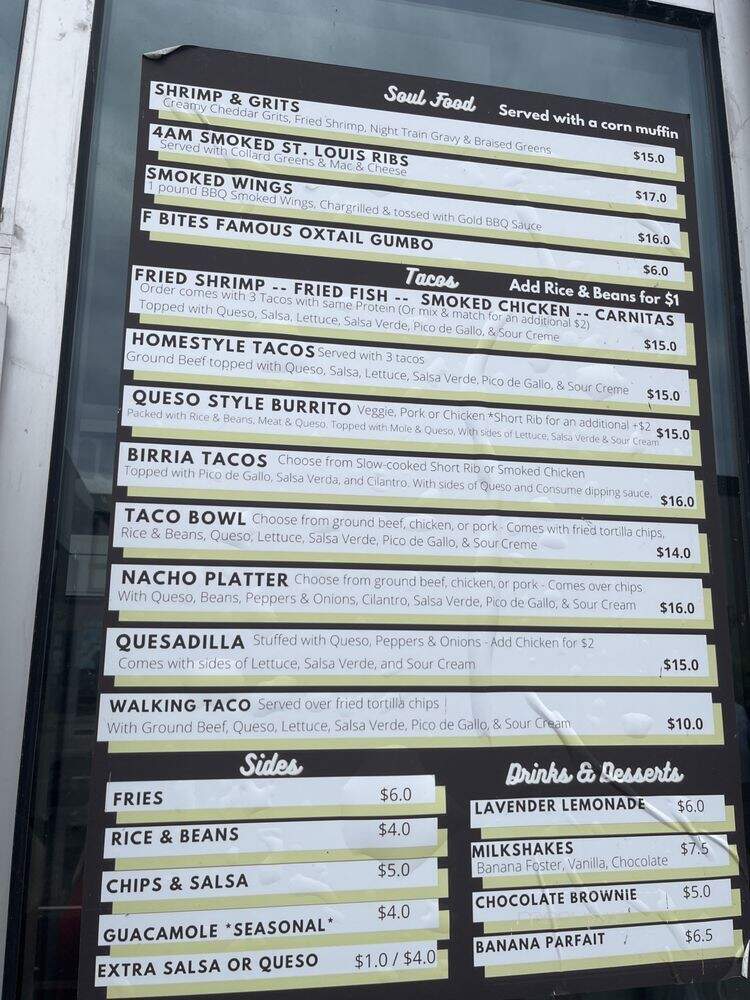 Soul Food Served with a corn muffin
SHRIMP & GRITS
Creamy Cheddar Grits, Fried Shrimp, Night Train Gravy & Braised Greens
$15.0
4AM SMOKED ST. LOUIS RIBS
Served with Collard Greens & Mac & Cheese
$17.0
SMOKED WINGS
1 pound BBQ Smoked Wings, Chargrilled & tossed with Gold BBQ Sauce
$16.0
F BITES FAMOUS OXTAIL GUMBO
$6.0
Tacos Add Rice & Beans for $1
FRIED SHRIMP -- FRIED FISH -- SMOKED CHICKEN -- CARNITAS
Order comes with 3 Tacos with same Protein (Or mix & match for an additional $2)
Topped with Queso, Salsa, Lettuce, Salsa Verde, Pico de Gallo, & Sour Creme
$15.0
HOMESTYLE TACOS Served with 3 tacos
Ground Beef topped with Queso, Salsa, Lettuce, Salsa Verde, Pico de Gallo, & Sour Creme $15.0
QUESO STYLE BURRITO Veggie, Pork or Chicken *Short Rib for an additional +$2
Packed with Rice & Beans, Meat & Queso. Topped with Mole & Queso, With sides of Lettuce, Salsa Verde & Sour Cream $15.0
BIRRIA TACOS Choose from Slow-cooked Short Rib or Smoked Chicken
Topped with Pico de Gallo, Salsa Verda, and Cilantro. With sides of Queso and Consume dipping sauce. $16.0
TACO BOWL Choose from ground beef, chicken, or pork - Comes with fried tortilla chips,
Rice & Beans, Queso, Lettuce, Salsa Verde, Pico de Gallo, & Sour Creme $14.0
NACHO PLATTER Choose from ground beef, chicken, or pork - Comes over chips
With Queso, Beans, Peppers & Onions, Cilantro, Salsa Verde, Pico de Gallo, & Sour Cream $16.0
QUESADILLA Stuffed with Queso, Peppers & Onions - Add Chicken for $2
Comes with sides of Lettuce, Salsa Verde, and Sour Cream $15.0
WALKING TACO Served over fried tortilla chips
With Ground Beef, Queso, Lettuce, Salsa Verde, Pico de Gallo, & Sour Cream $10.0
Sides
FRIES $6.0
RICE & BEANS $4.0
CHIPS & SALSA $5.0
GUACAMOLE *SEASONAL* $4.0
EXTRA SALSA OR QUESO $1.0 / $4.0
Drinks & Desserts
LAVENDER LEMONADE $6.0
MILKSHAKES $7.5
Banana Foster, Vanilla, Chocolate
CHOCOLATE BROWNIE $5.0
BANANA PARFAIT $6.5